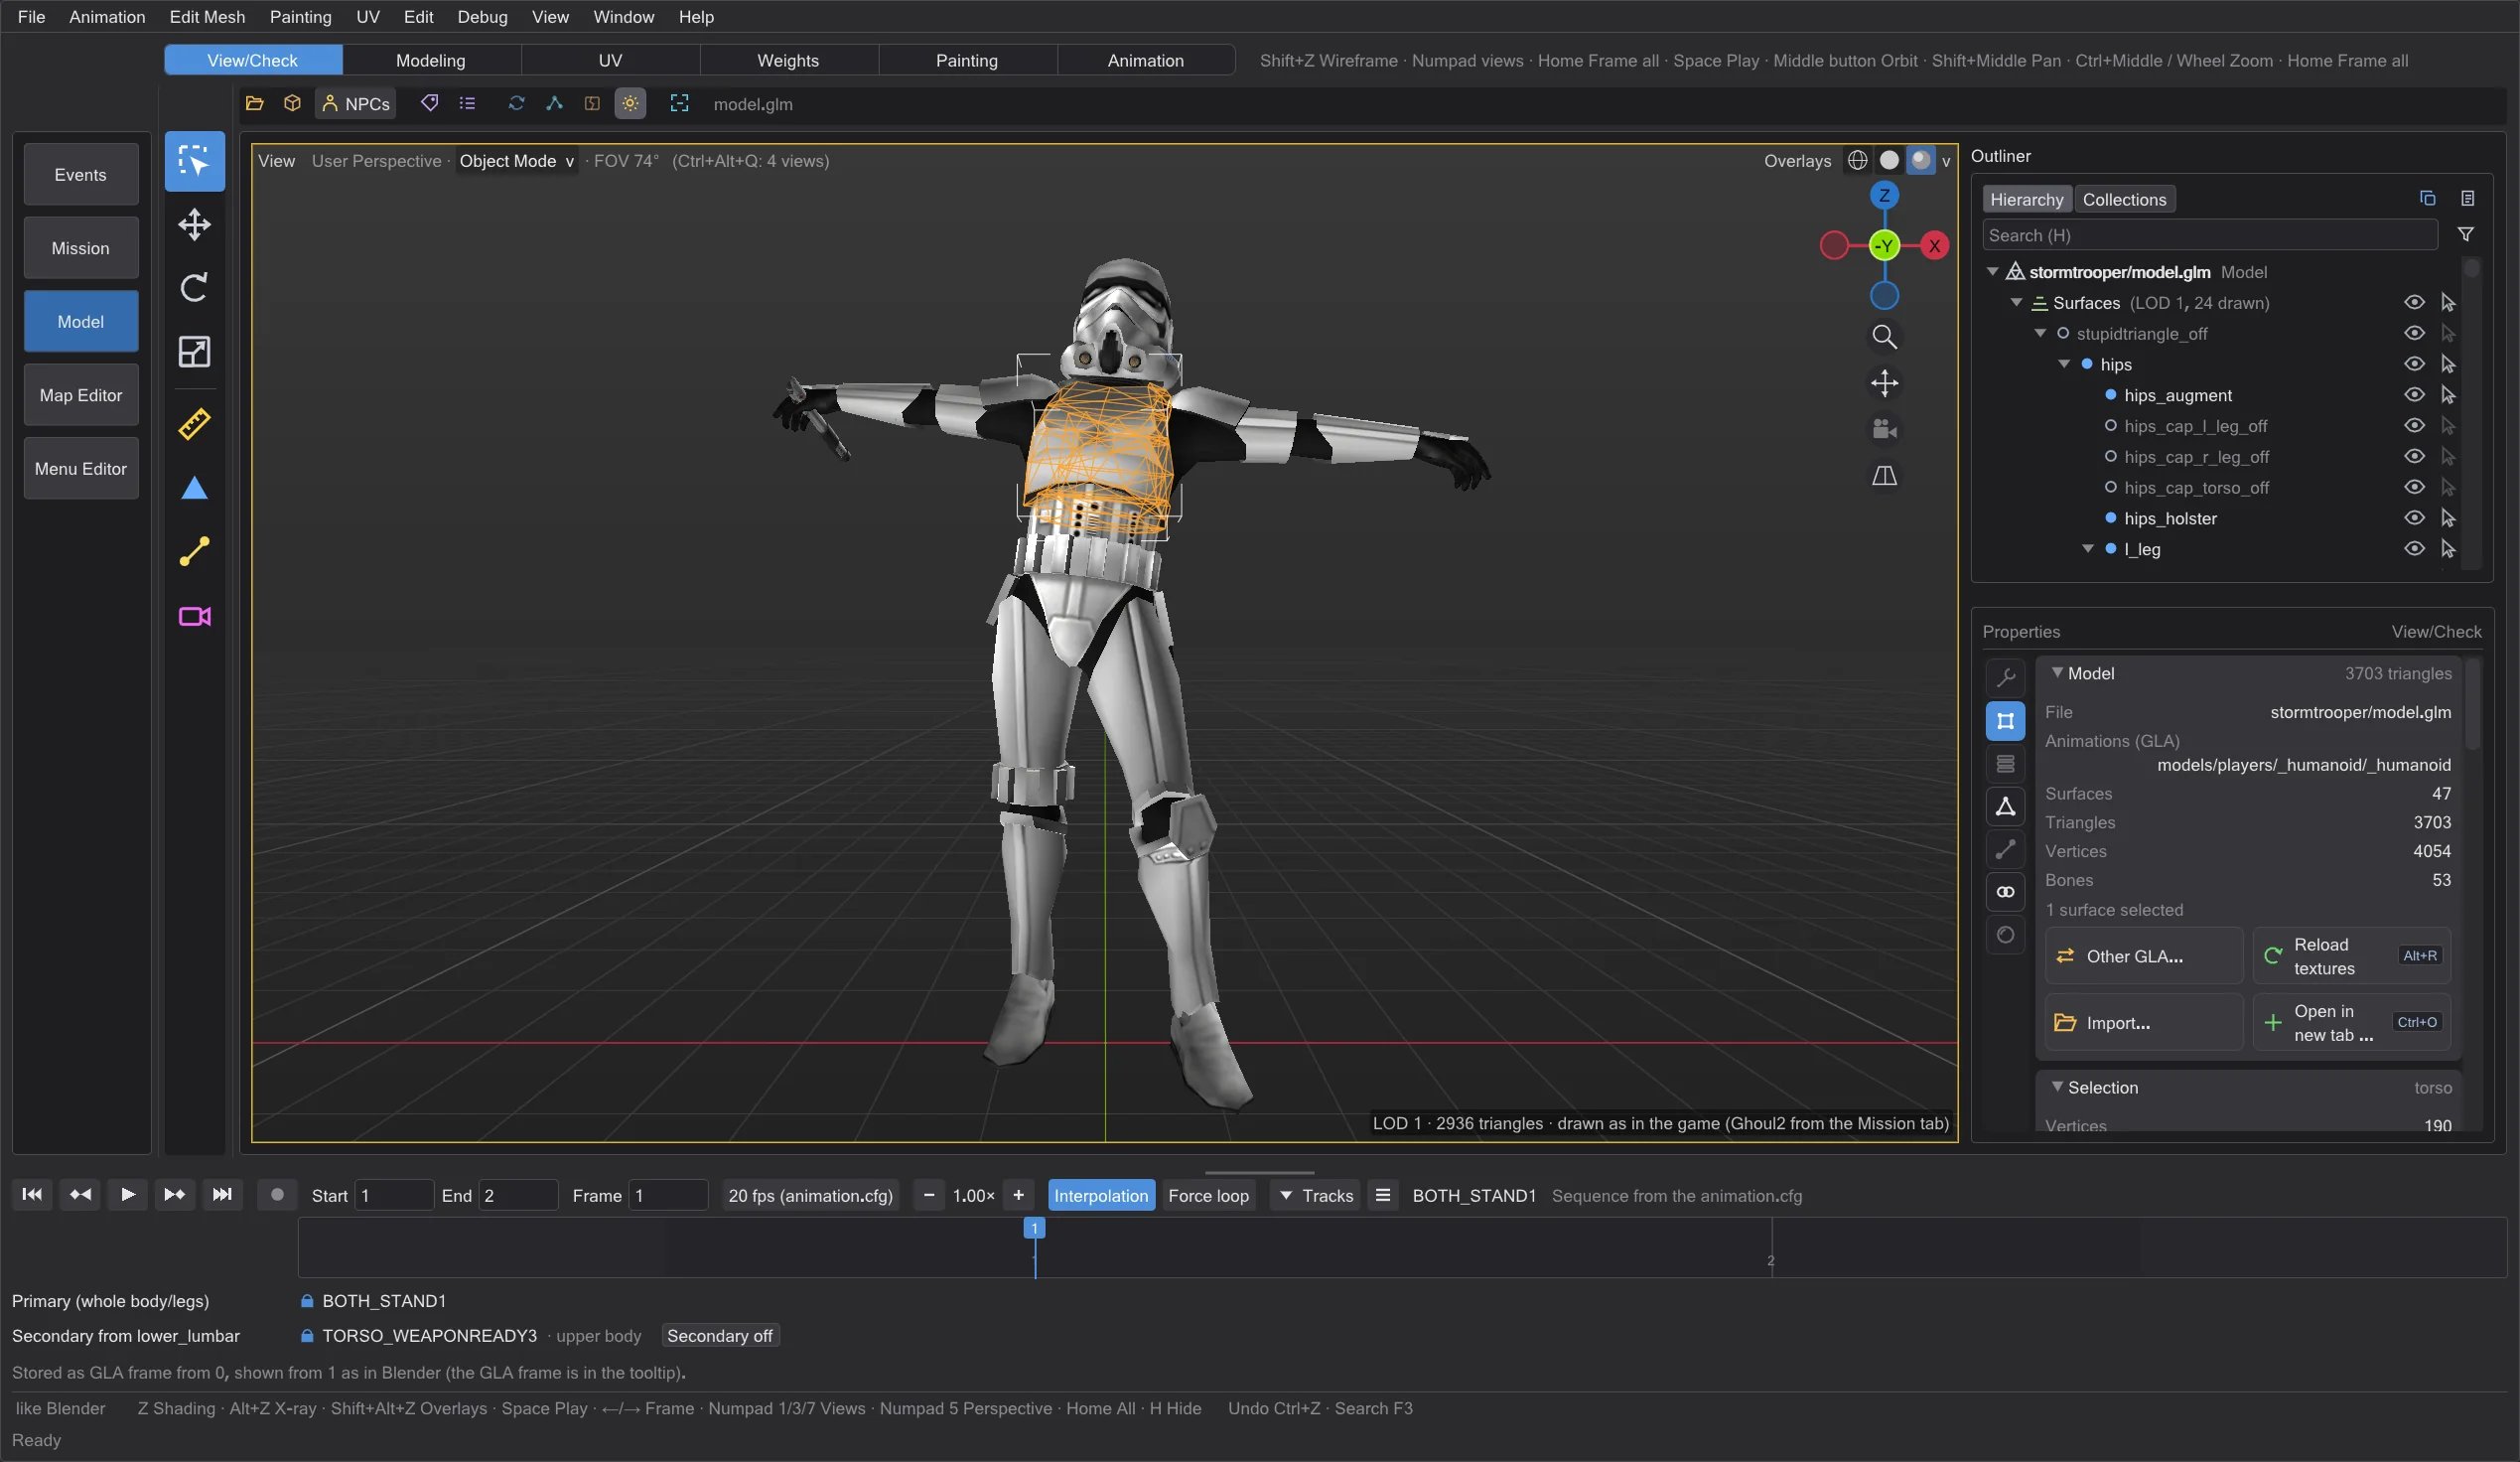 File Animation Edit Mesh Painting UV Edit Debug View Window Help
View/Check Modeling UV Weights Painting Animation Shift+Z Wireframe · Numpad views · Home Frame all · Space Play · Middle button Orbit · Shift+Middle Pan · Ctrl+Middle / Wheel Zoom · Home Frame all
NPCs model.glm
Events
Mission
Model
Map Editor
Menu Editor
View User Perspective · Object Mode v · FOV 74° (Ctrl+Alt+Q: 4 views) Overlays v
Z
-Y
X
LOD 1 · 2936 triangles · drawn as in the game (Ghoul2 from the Mission tab)
Outliner
Hierarchy Collections
Search (H)
stormtrooper/model.glm Model
Surfaces (LOD 1, 24 drawn)
stupidtriangle_off
hips
hips_augment
hips_cap_l_leg_off
hips_cap_r_leg_off
hips_cap_torso_off
hips_holster
l_leg
Properties View/Check
Model 3703 triangles
File stormtrooper/model.glm
Animations (GLA)
models/players/_humanoid/_humanoid
Surfaces 47
Triangles 3703
Vertices 4054
Bones 53
1 surface selected
Other GLA...
Reload textures Alt+R
Import...
Open in new tab ... Ctrl+O
Selection torso
Vertices 190
Start 1 End 2 Frame 1 20 fps (animation.cfg) − 1.00× + Interpolation Force loop Tracks BOTH_STAND1 Sequence from the animation.cfg
1
2
Primary (whole body/legs) BOTH_STAND1
Secondary from lower_lumbar TORSO_WEAPONREADY3 · upper body Secondary off
Stored as GLA frame from 0, shown from 1 as in Blender (the GLA frame is in the tooltip).
like Blender Z Shading · Alt+Z X-ray · Shift+Alt+Z Overlays · Space Play · ←/→ Frame · Numpad 1/3/7 Views · Numpad 5 Perspective · Home All · H Hide Undo Ctrl+Z · Search F3
Ready